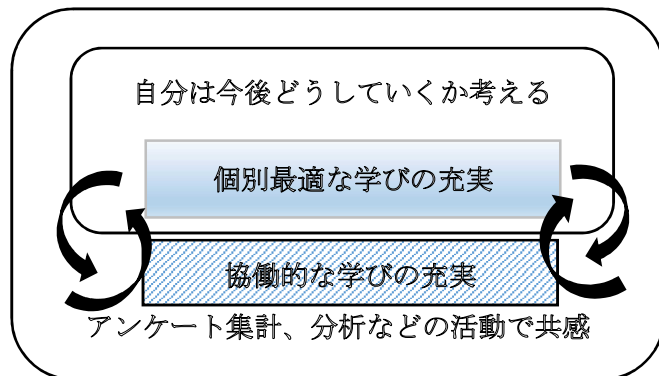 自分は今後どうしていくか考える
個別最適な学びの充実
協働的な学びの充実
アンケート集計、分析などの活動で共感